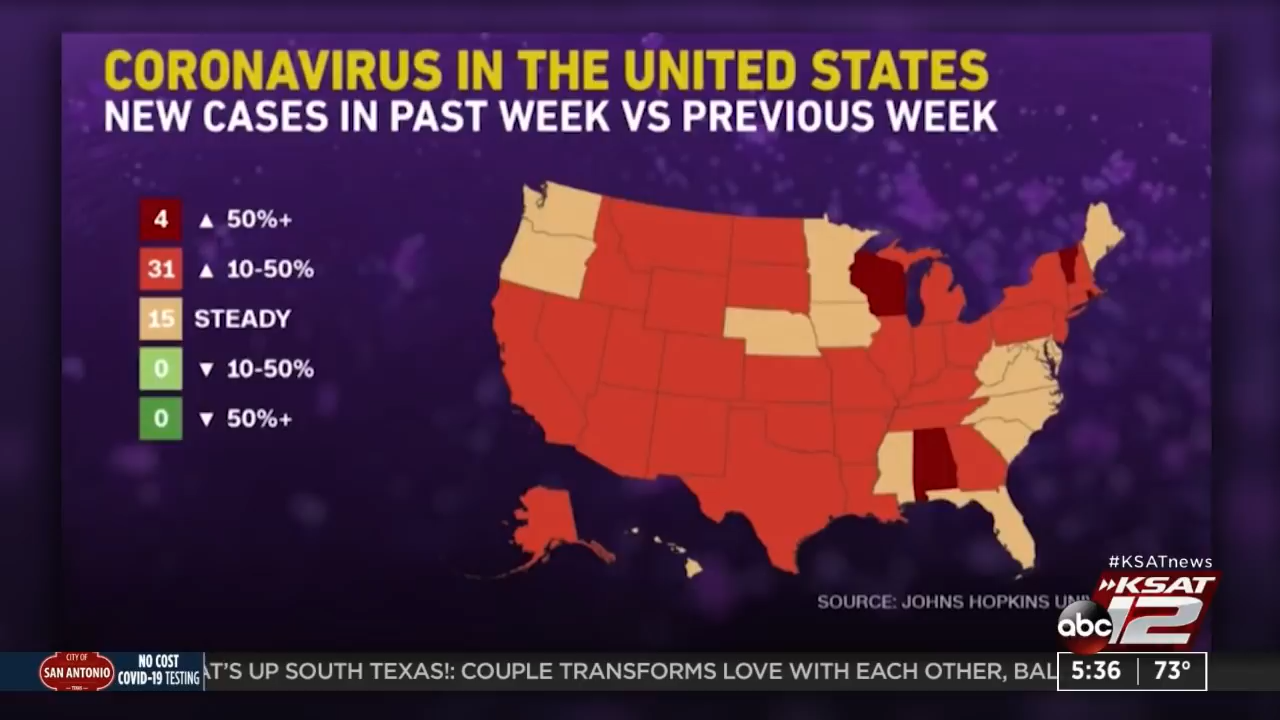 CORONAVIRUS IN THE UNITED STATES
NEW CASES IN PAST WEEK VS PREVIOUS WEEK
4 ▲ 50%+
31 ▲ 10-50%
15 STEADY
0 ▼ 10-50%
0 ▼ 50%+
#KSATnews
SOURCE: JOHNS HOPKINS UNI
KSAT
abc 12
CITY OF
SAN ANTONIO
TEXAS
NO COST
COVID-19 TESTING
AT'S UP SOUTH TEXAS!: COUPLE TRANSFORMS LOVE WITH EACH OTHER, BAL
5:36 73°